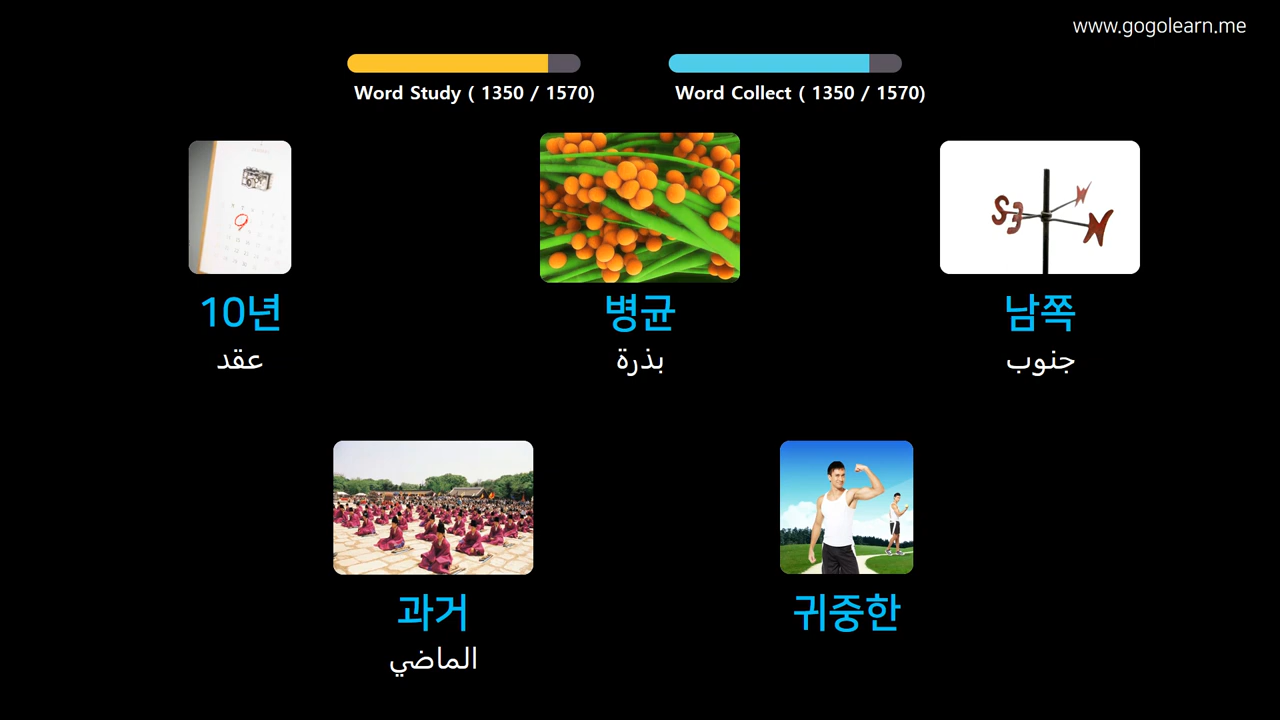 www.gogolearn.me
Word Study ( 1350 / 1570)
Word Collect ( 1350 / 1570)
10년
عقد
병균
بذرة
남쪽
جنوب
과거
الماضي
귀중한